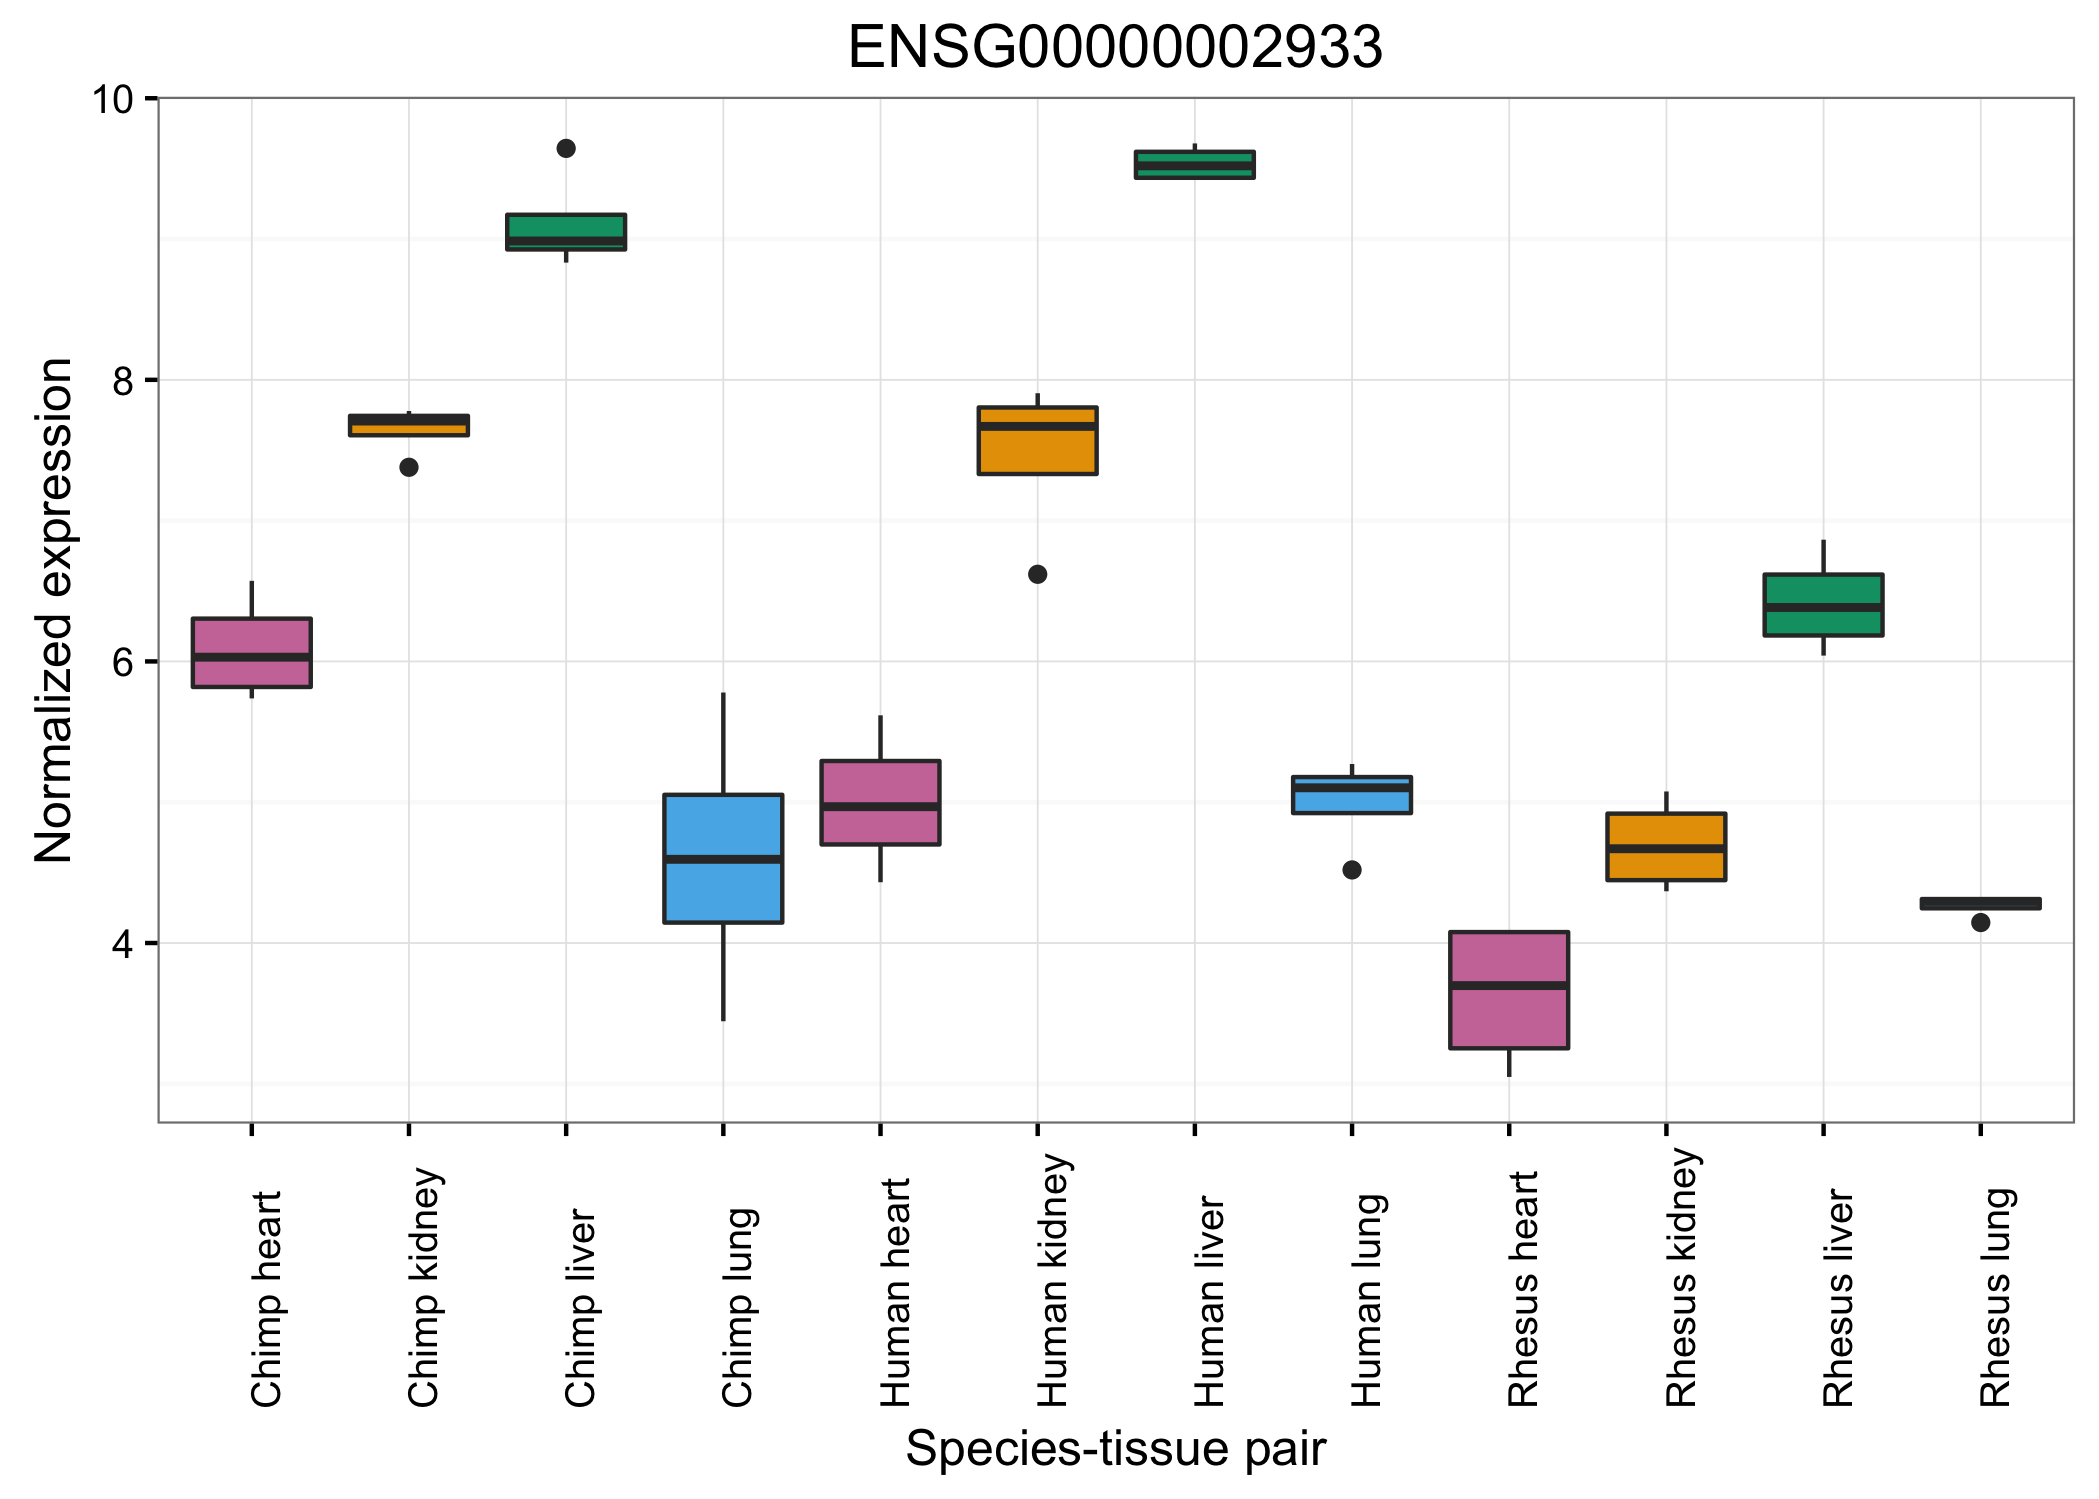 ENSG00000002933
Normalized expression
10
8
6
4
Chimp heart
Chimp kidney
Chimp liver
Chimp lung
Human heart
Human kidney
Human liver
Human lung
Rhesus heart
Rhesus kidney
Rhesus liver
Rhesus lung
Species-tissue pair